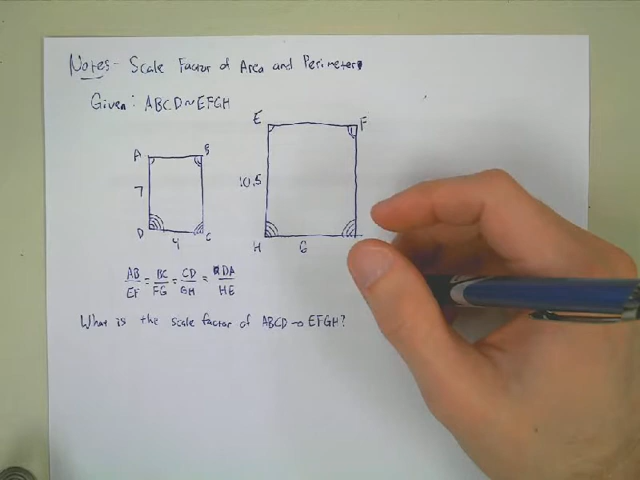 Notes- Scale Factor of Area and Perimeter
Given: ABCD~EFGH
E F
A B
7 10.5
D C
4 H 6
AB/EF = BC/FG = CD/GH = DA/HE
What is the scale factor of ABCD → EFGH?